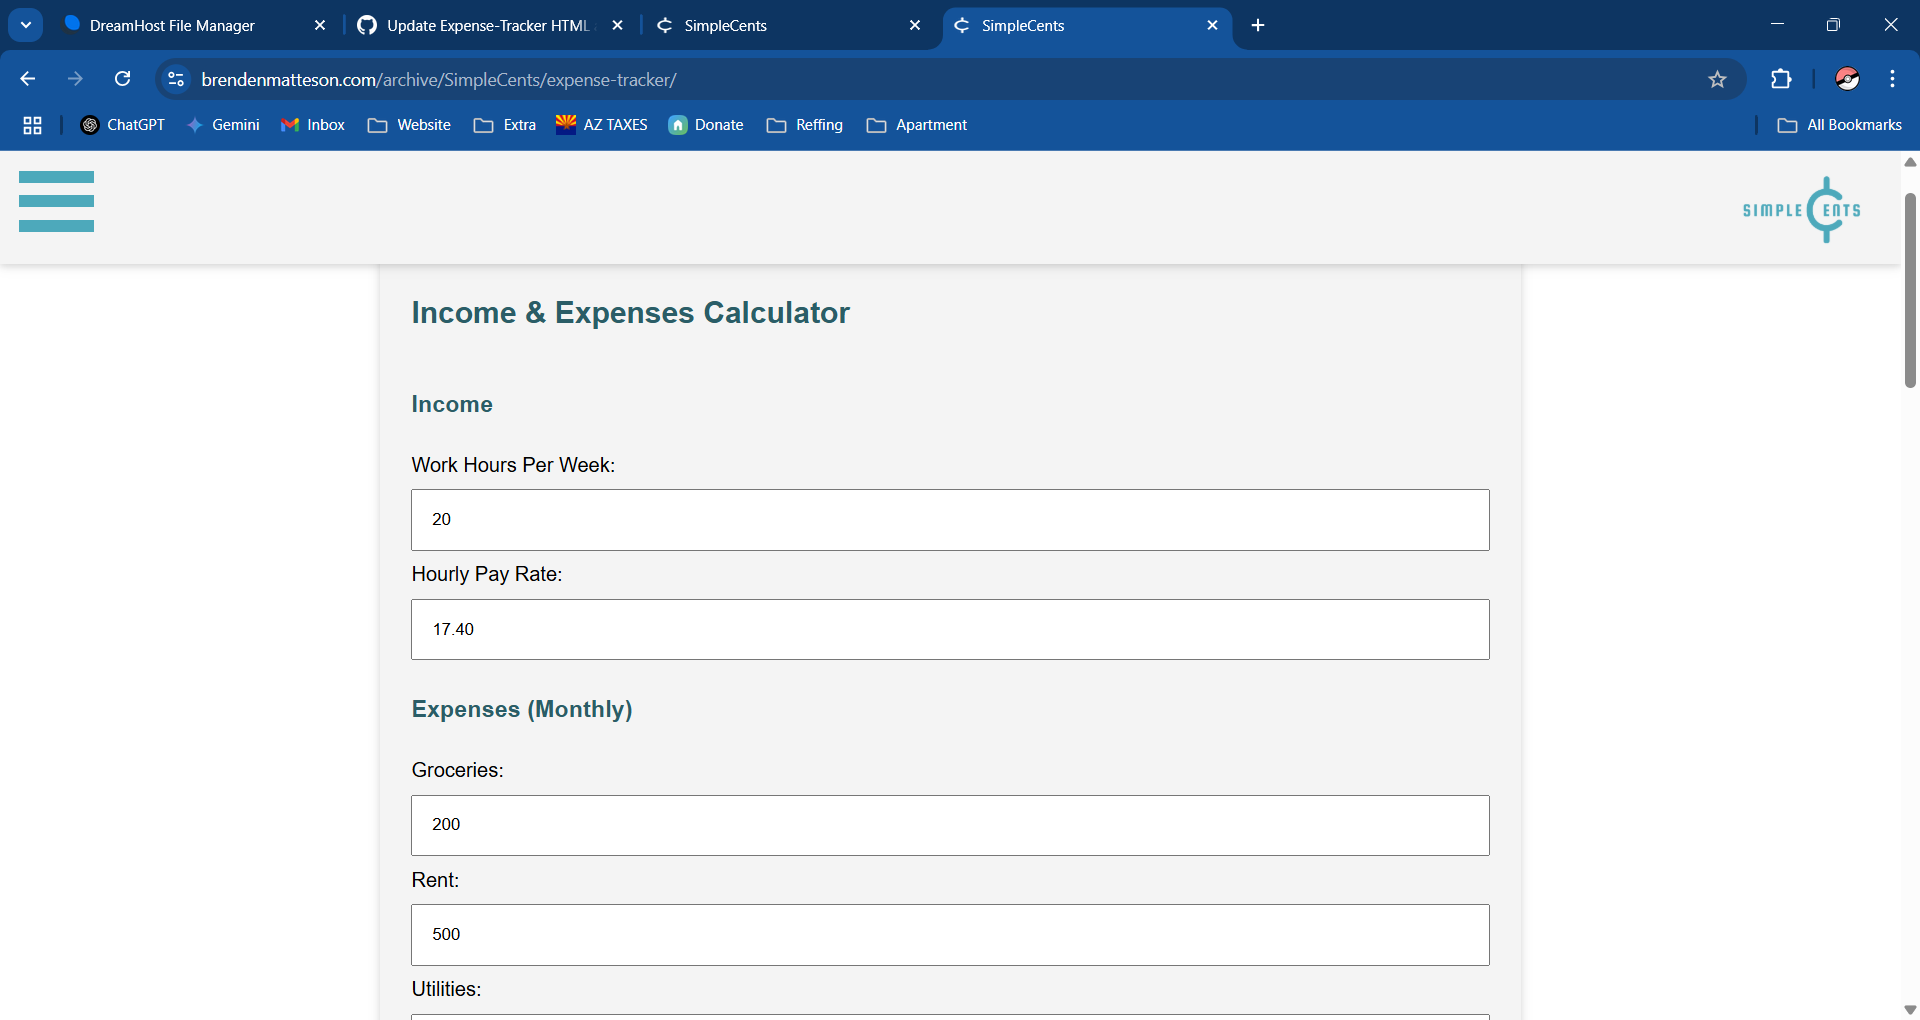 DreamHost File Manager
Update Expense-Tracker HTML
SimpleCents
SimpleCents
brendenmatteson.com/archive/SimpleCents/expense-tracker/
ChatGPT
Gemini
Inbox
Website
Extra
AZ TAXES
Donate
Reffing
Apartment
All Bookmarks
SIMPLE CENTS
Income & Expenses Calculator
Income
Work Hours Per Week:
20
Hourly Pay Rate:
17.40
Expenses (Monthly)
Groceries:
200
Rent:
500
Utilities: